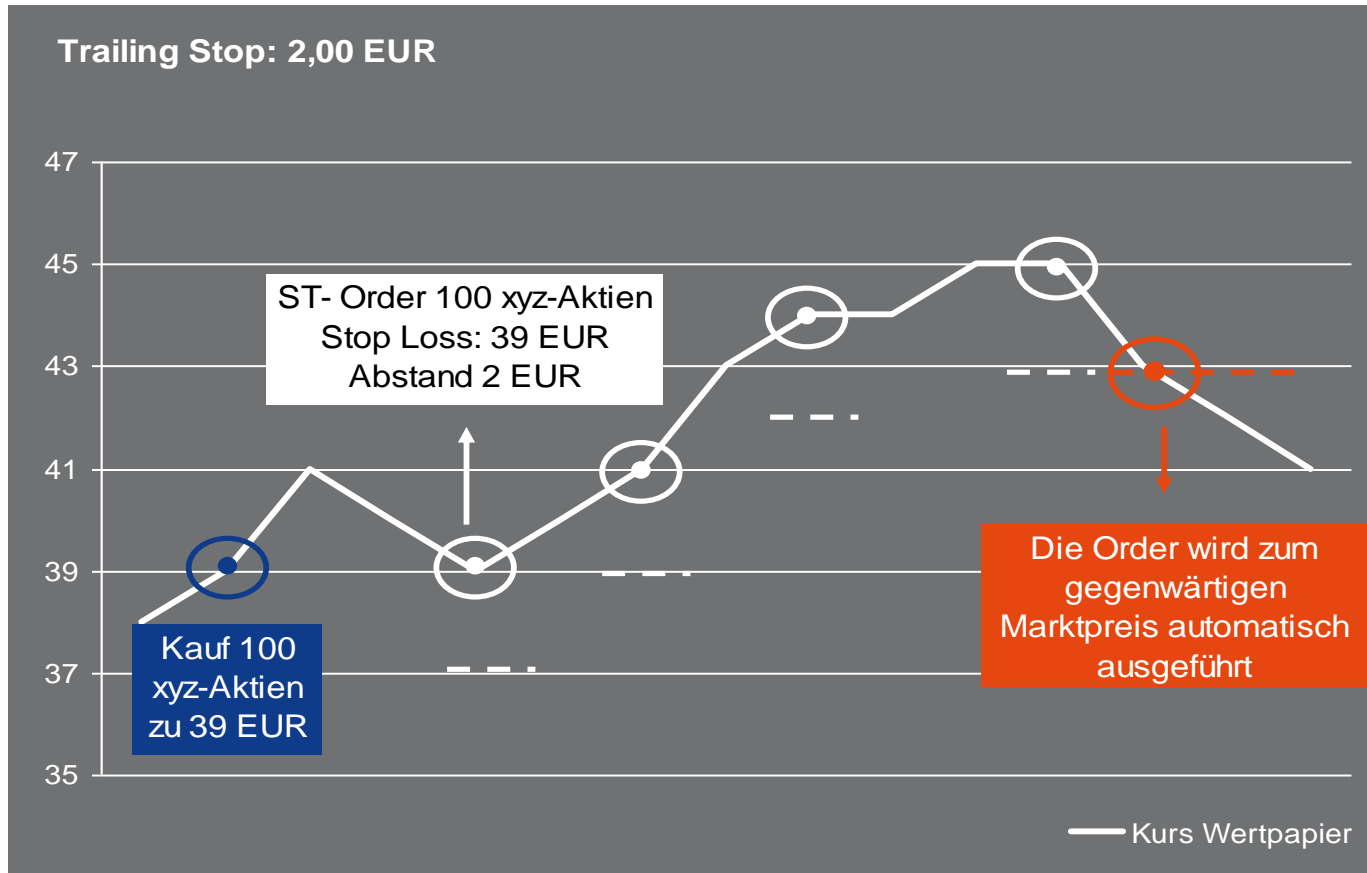 Trailing Stop: 2,00 EUR
47
45
43
41
39
37
35
ST- Order 100 xyz-Aktien
Stop Loss: 39 EUR
Abstand 2 EUR
Kauf 100
xyz-Aktien
zu 39 EUR
Die Order wird zum
gegenwärtigen
Marktpreis automatisch
ausgeführt
Kurs Wertpapier